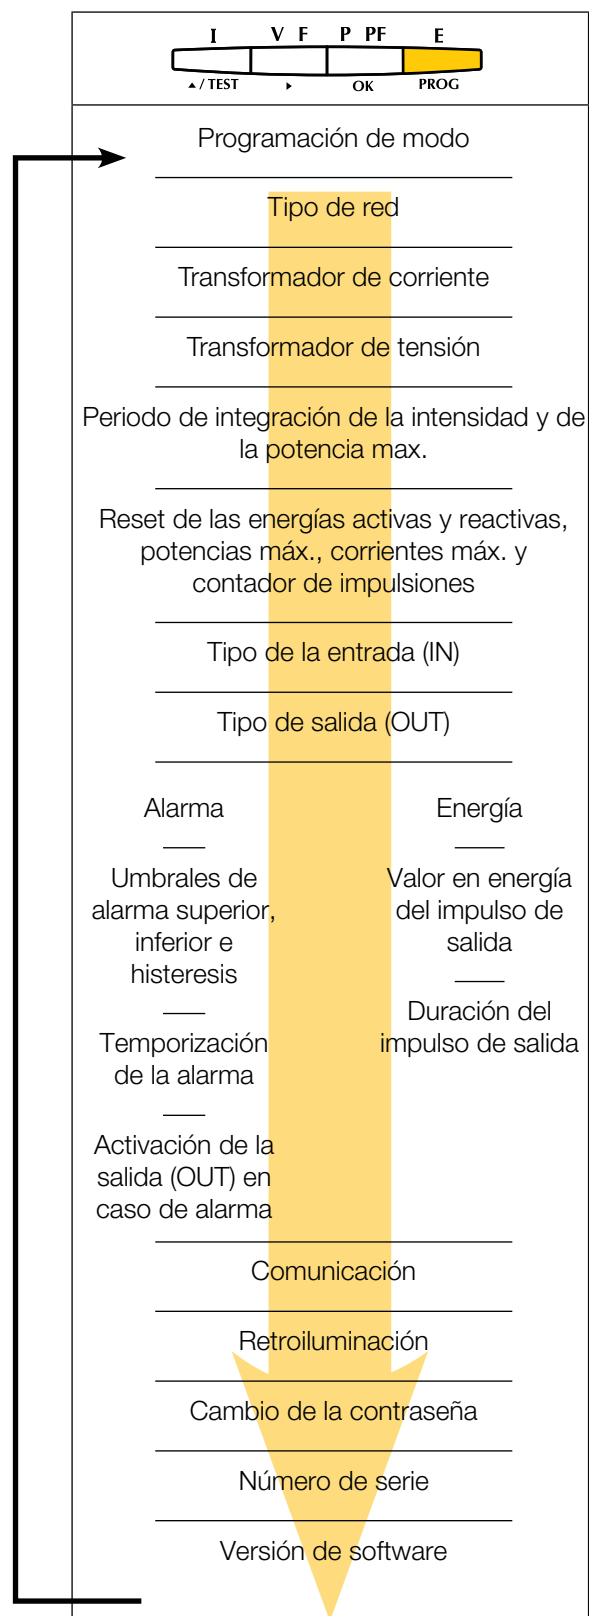 I V F P PF E
▲ / TEST ▶ OK PROG
Programación de modo
Tipo de red
Transformador de corriente
Transformador de tensión
Periodo de integración de la intensidad y de
la potencia max.
Reset de las energías activas y reactivas,
potencias máx., corrientes máx. y
contador de impulsiones
Tipo de la entrada (IN)
Tipo de salida (OUT)
Alarma
Umbrales de
alarma superior,
inferior e
histeresis
Temporización
de la alarma
Activación de la
salida (OUT) en
caso de alarma
Energía
Valor en energía
del impulso de
salida
Duración del
impulso de salida
Comunicación
Retroiluminación
Cambio de la contraseña
Número de serie
Versión de software